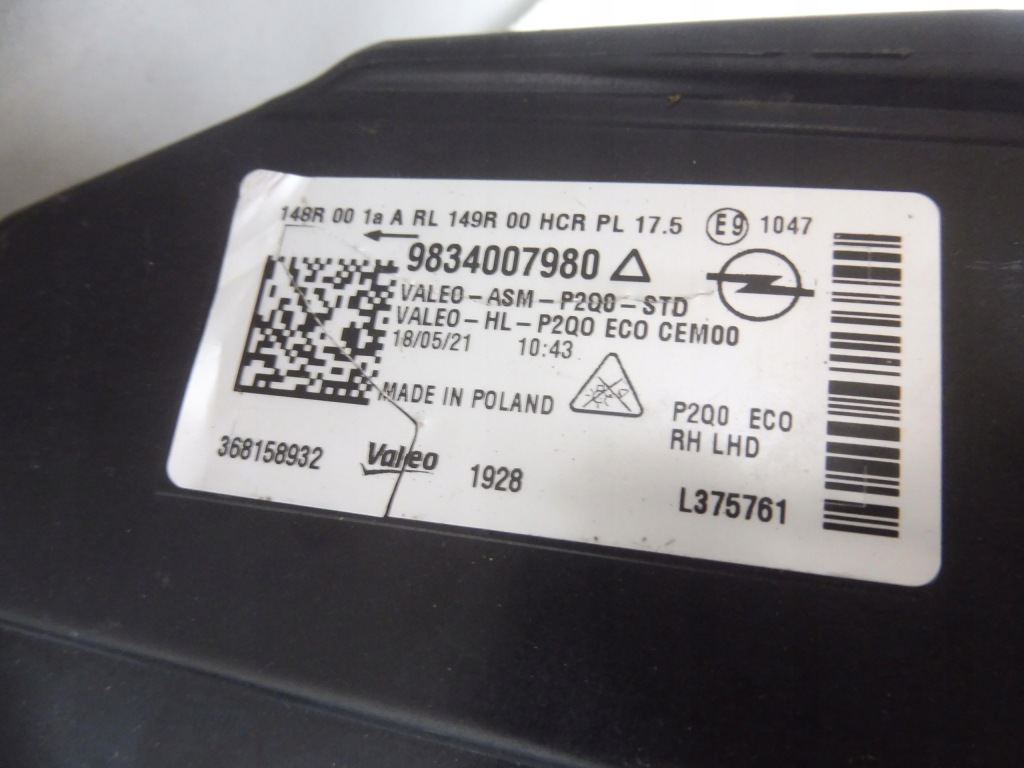 148R 00 1a A RL 149R 00 HCR PL 17.5 E9 1047
9834007980
VALEO-ASM-P2Q0-STD
VALEO-HL-P2Q0 ECO CEM00
18/05/21 10:43
MADE IN POLAND
P2Q0 ECO
RH LHD
368158932 Valeo 1928 L375761